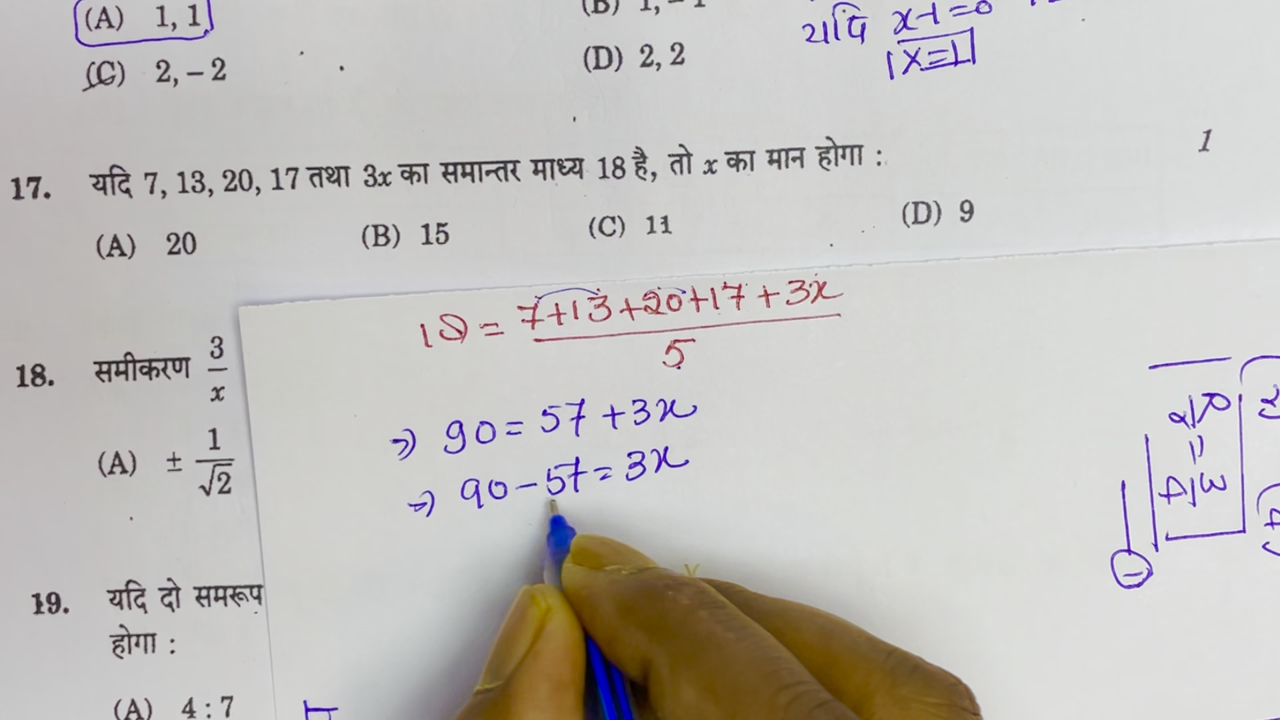 (A) 1, 1
(B) 1, – 1
(C) 2, – 2
(D) 2, 2
यदि x-1=0
x=1
17. यदि 7, 13, 20, 17 तथा 3x का समान्तर माध्य 18 है, तो x का मान होगा :
1
(A) 20 (B) 15 (C) 11 (D) 9
18 = 7+13+20+17+3x / 5
⇒ 90 = 57 + 3x
⇒ 90 - 57 = 3x
18. समीकरण 3/x
(A) ± 1/√2
19. यदि दो समरूप
होगा :
(A) 4 : 7